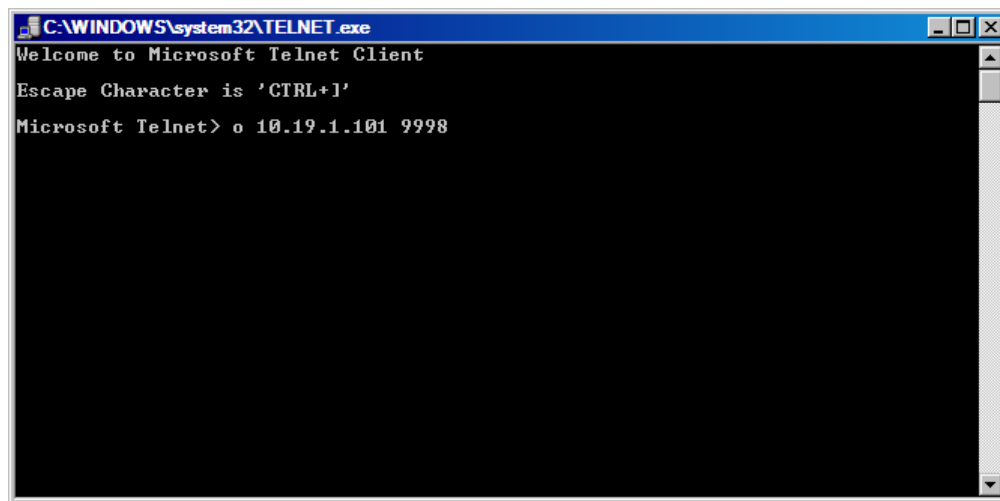 C:\WINDOWS\system32\TELNET.exe
Welcome to Microsoft Telnet Client
Escape Character is 'CTRL+]'
Microsoft Telnet> o 10.19.1.101 9998